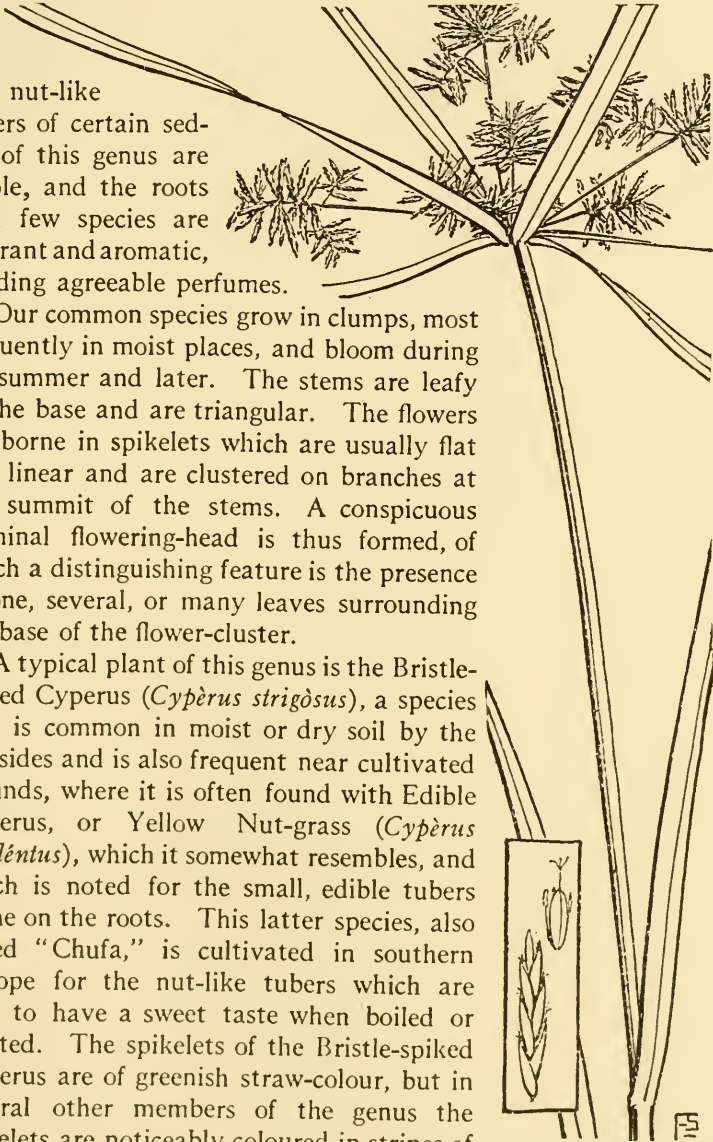 nut-like
ers of certain sed-
of this genus are
le, and the roots
few species are
rant and aromatic,
ding agreeable perfumes.
Our common species grow in clumps, most
uently in moist places, and bloom during
summer and later. The stems are leafy
he base and are triangular. The flowers
borne in spikelets which are usually flat
linear and are clustered on branches at
summit of the stems. A conspicuous
inal flowering-head is thus formed, of
ch a distinguishing feature is the presence
ne, several, or many leaves surrounding
base of the flower-cluster.
A typical plant of this genus is the Bristle-
ed Cyperus (Cypèrus strigòsus), a species
is common in moist or dry soil by the
sides and is also frequent near cultivated
unds, where it is often found with Edible
erus, or Yellow Nut-grass (Cypèrus
léntus), which it somewhat resembles, and
ch is noted for the small, edible tubers
ne on the roots. This latter species, also
ed “Chufa,” is cultivated in southern
ope for the nut-like tubers which are
to have a sweet taste when boiled or
ted. The spikelets of the Bristle-spiked
erus are of greenish straw-colour, but in
ral other members of the genus the
elets are noticeably coloured in stripes of